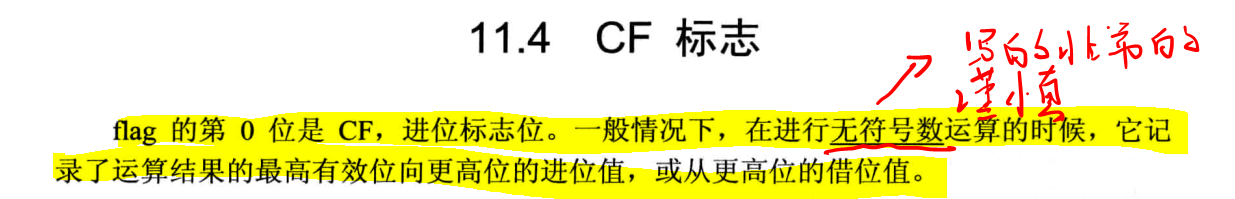 11.4 CF 标志
写的非常的
谨慎
flag 的第 0 位是 CF，进位标志位。一般情况下，在进行无符号数运算的时候，它记
录了运算结果的最高有效位向更高位的进位值，或从更高位的借位值。